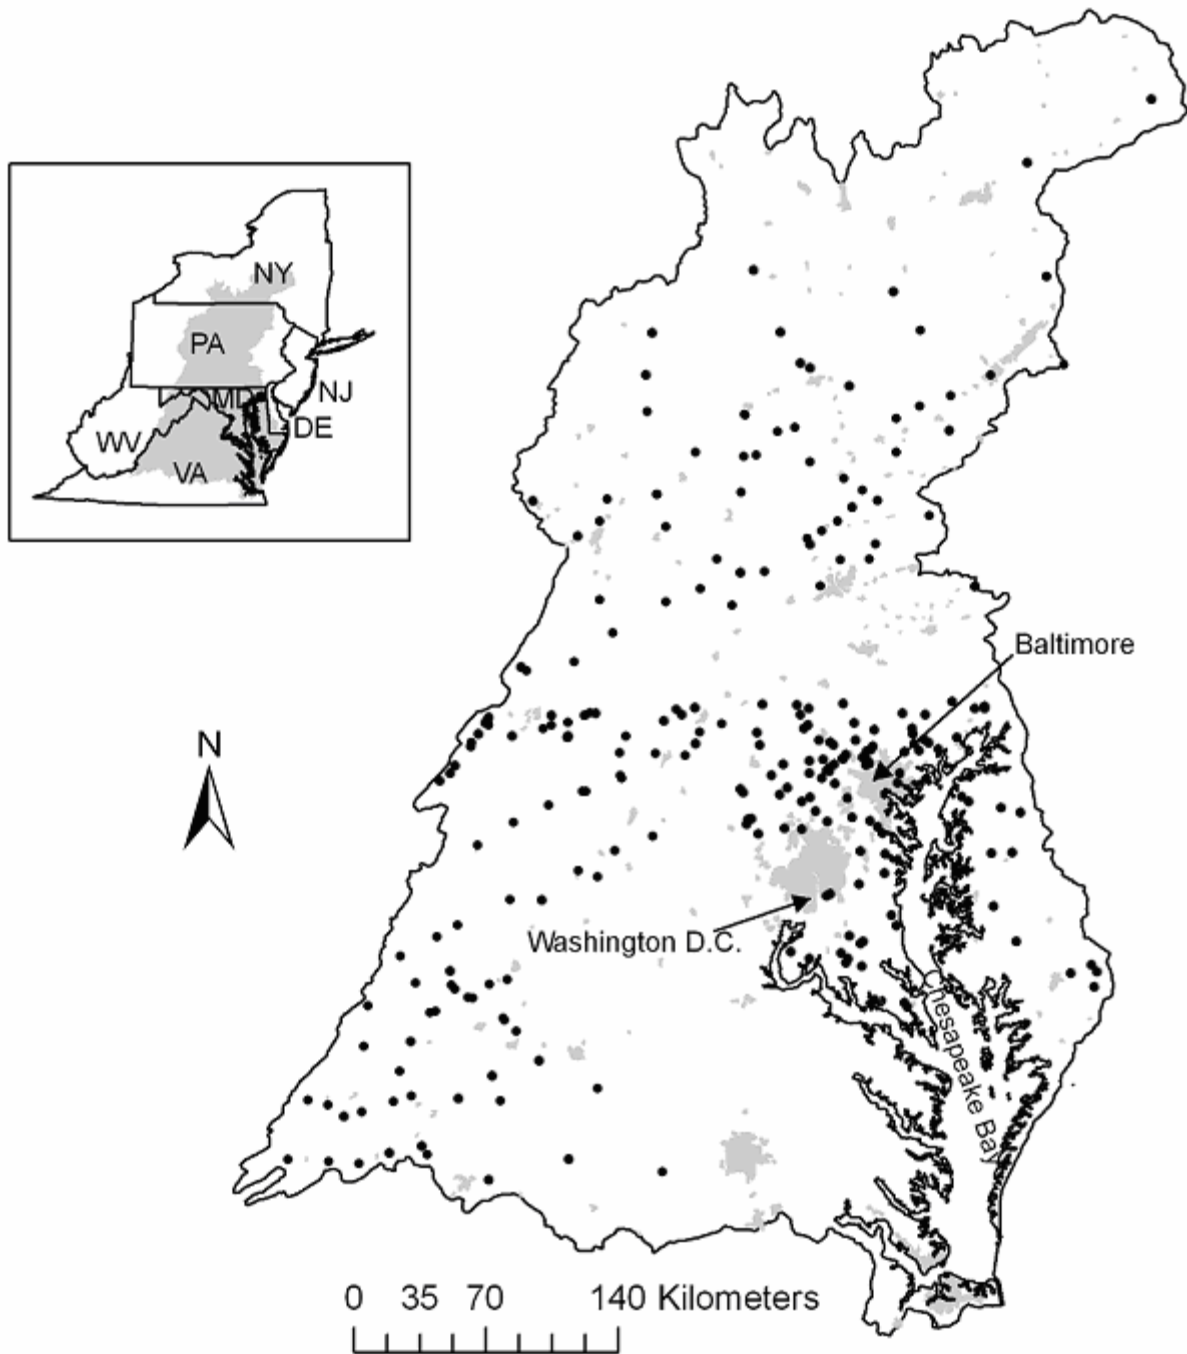 NY
PA
NJ
MD
DE
WV
VA
Baltimore
N
Washington D.C.
Chesapeake Bay
0 35 70 140 Kilometers